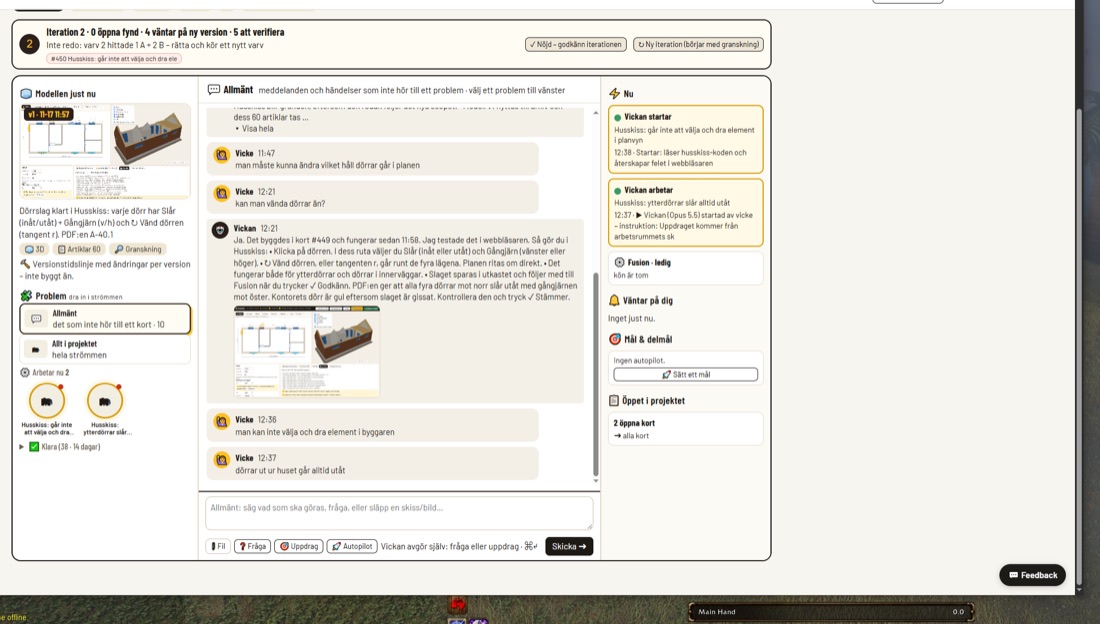 2
Iteration 2 · 0 öppna fynd · 4 väntar på ny version · 5 att verifiera
Inte redo: varv 2 hittade 1 A + 2 B – rätta och kör ett nytt varv
#450 Husskiss: går inte att välja och dra ele
✓ Nöjd – godkänn iterationen
↻ Ny iteration (börjar med granskning)
Modellen just nu
v1 · 11-17 11:57
Dörrslag klart i Husskiss: varje dörr har Slår
(inåt/utåt) + Gångjärn (v/h) och ↻ Vänd dörren
(tangent r). PDF:en A-40.1
3D
Artiklar 60
Granskning
Versionstidslinje med ändringar per version
– inte byggt än.
Problem dra in i strömmen
Allmänt
det som inte hör till ett kort · 10
Allt i projektet
hela strömmen
Arbetar nu 2
Husskiss: går inte
att välja och dra…
Husskiss:
ytterdörrar slår…
Klara (38 · 14 dagar)
Allmänt meddelanden och händelser som inte hör till ett problem · välj ett problem till vänster
dess 60 artiklar tas ...
• Visa hela
Vicke 11:47
man måste kunna ändra vilket håll dörrar går i planen
Vicke 12:21
kan man vända dörrar än?
Vickan 12:21
Ja. Det byggdes i kort #449 och fungerar sedan 11:58. Jag testade det i webbläsaren. Så gör du i
Husskiss: • Klicka på dörren. I dess ruta väljer du Slår (inåt eller utåt) och Gångjärn (vänster eller
höger). • ↻ Vänd dörren, eller tangenten r, går runt de fyra lägena. Planen ritas om direkt. • Det
fungerar både för ytterdörrar och dörrar i innerväggar. • Slaget sparas i utkastet och följer med till
Fusion när du trycker ✓ Godkänn. PDF:en ger att alla fyra dörrar mot norr slår utåt med gångjärnen
mot öster. Kontorets dörr är gul eftersom slaget är gissat. Kontrollera den och tryck ✓ Stämmer.
Vicke 12:36
man kan inte välja och dra element i byggaren
Vicke 12:37
dörrar ut ur huset går alltid utåt
Allmänt: säg vad som ska göras, fråga, eller släpp en skiss/bild…
Fil
Fråga
Uppdrag
Autopilot
Vickan avgör själv: fråga eller uppdrag · ⌘↵
Skicka →
Nu
Vickan startar
Husskiss: går inte att välja och dra element
i planvyn
12:38 · Startar: läser husskiss-koden och
återskapar felet i webbläsaren
Vickan arbetar
Husskiss: ytterdörrar slår alltid utåt
12:37 · ▶ Vickan (Opus 5.5) startad av vicke
– instruktion: Uppdraget kommer från
arbetsrummets sk
Fusion · ledig
kön är tom
Väntar på dig
Inget just nu.
Mål & delmål
Ingen autopilot.
Sätt ett mål
Öppet i projektet
2 öppna kort
→ alla kort
Feedback
e offline.
Main Hand
0.0